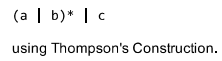 (a | b)* | c
using Thompson's Construction.